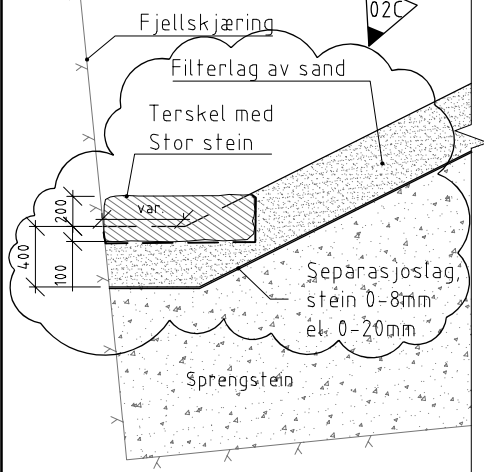 02C
Fjellskjæring
Filterlag av sand
Terskel med
Stor stein
var.
200
400
100
Separasjoslag,
stein 0-8mm
el. 0-20mm
Sprengstein